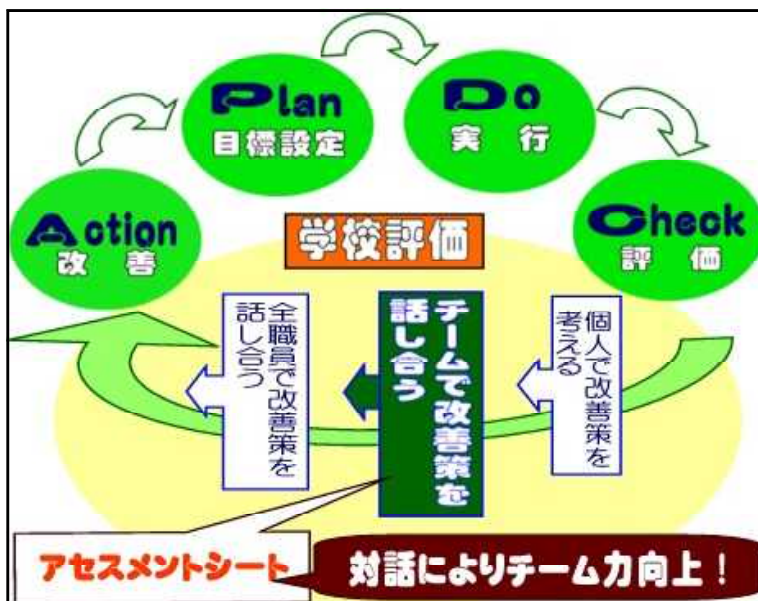 Plan
目標設定
Do
実 行
Action
改 善
Check
評 価
学校評価
個人で改善策を
考える
チームで改善策を
話し合う
全職員で改善策を
話し合う
アセスメントシート
対話によりチーム力向上！